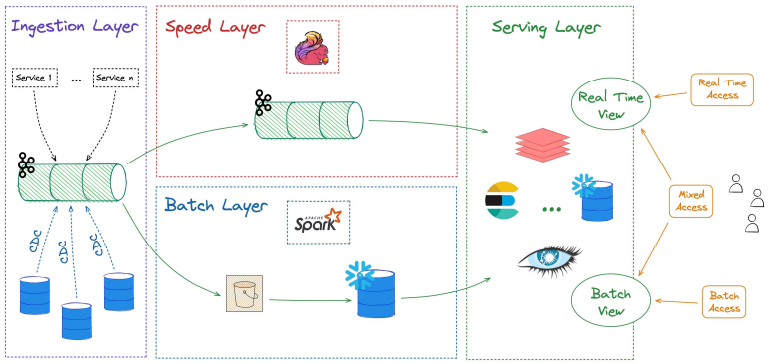 Ingestion Layer
Service 1
...
Service n
CDC
CDC
CDC
Speed Layer
Batch Layer
APACHE
Spark
Serving Layer
Real Time
View
...
Batch
View
Real Time
Access
Mixed
Access
Batch
Access